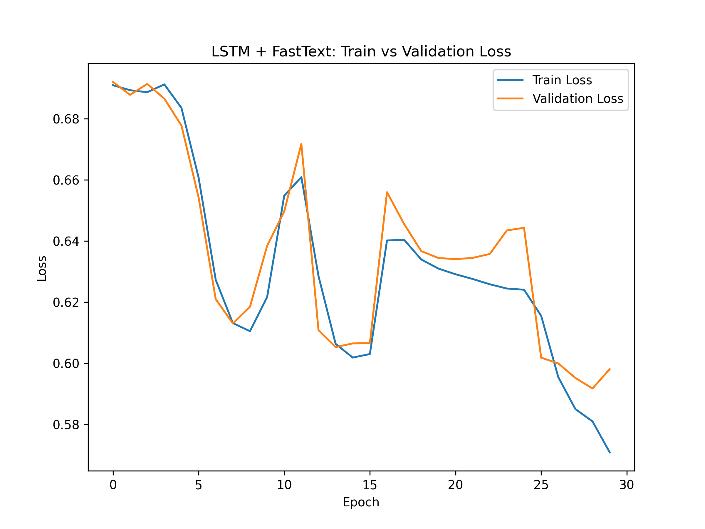 LSTM + FastText: Train vs Validation Loss
Train Loss
Validation Loss
0.68
0.66
0.64
0.62
0.60
0.58
Loss
0 5 10 15 20 25 30
Epoch